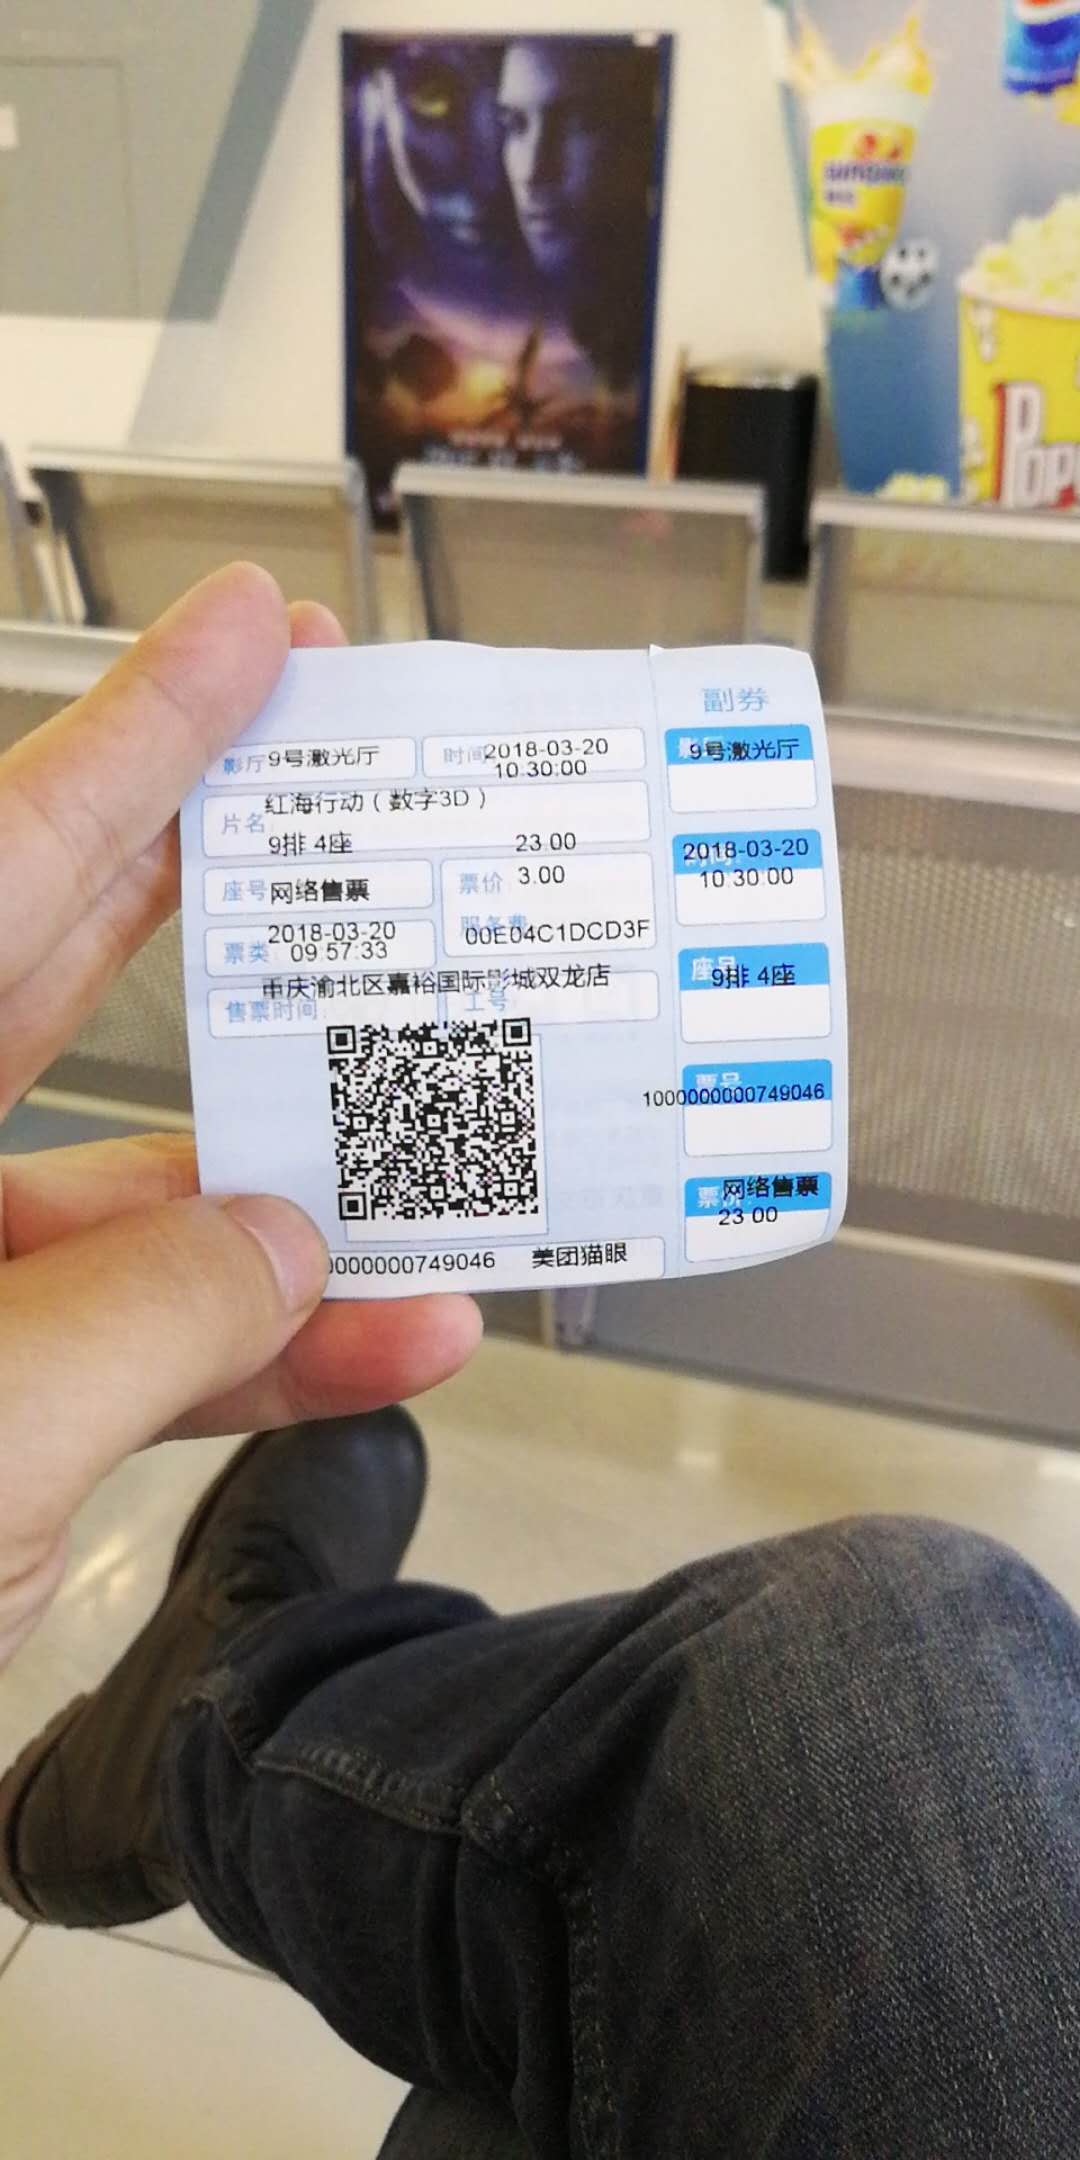 副券
影厅 9号激光厅
时间 2018-03-20
10:30:00
片名 红海行动（数字3D）
9排 4座 23.00
座号 网络售票
票价 3.00
服务费 00E04C1DCD3F
票类 2018-03-20
09:57:33
重庆渝北区嘉裕国际影城双龙店
售票时间: 工号
0000000749046 美团猫眼
影厅 9号激光厅
2018-03-20
时间:
10:30:00
座号 9排 4座
票号
1000000000749046
票价: 网络售票
23.00
POP